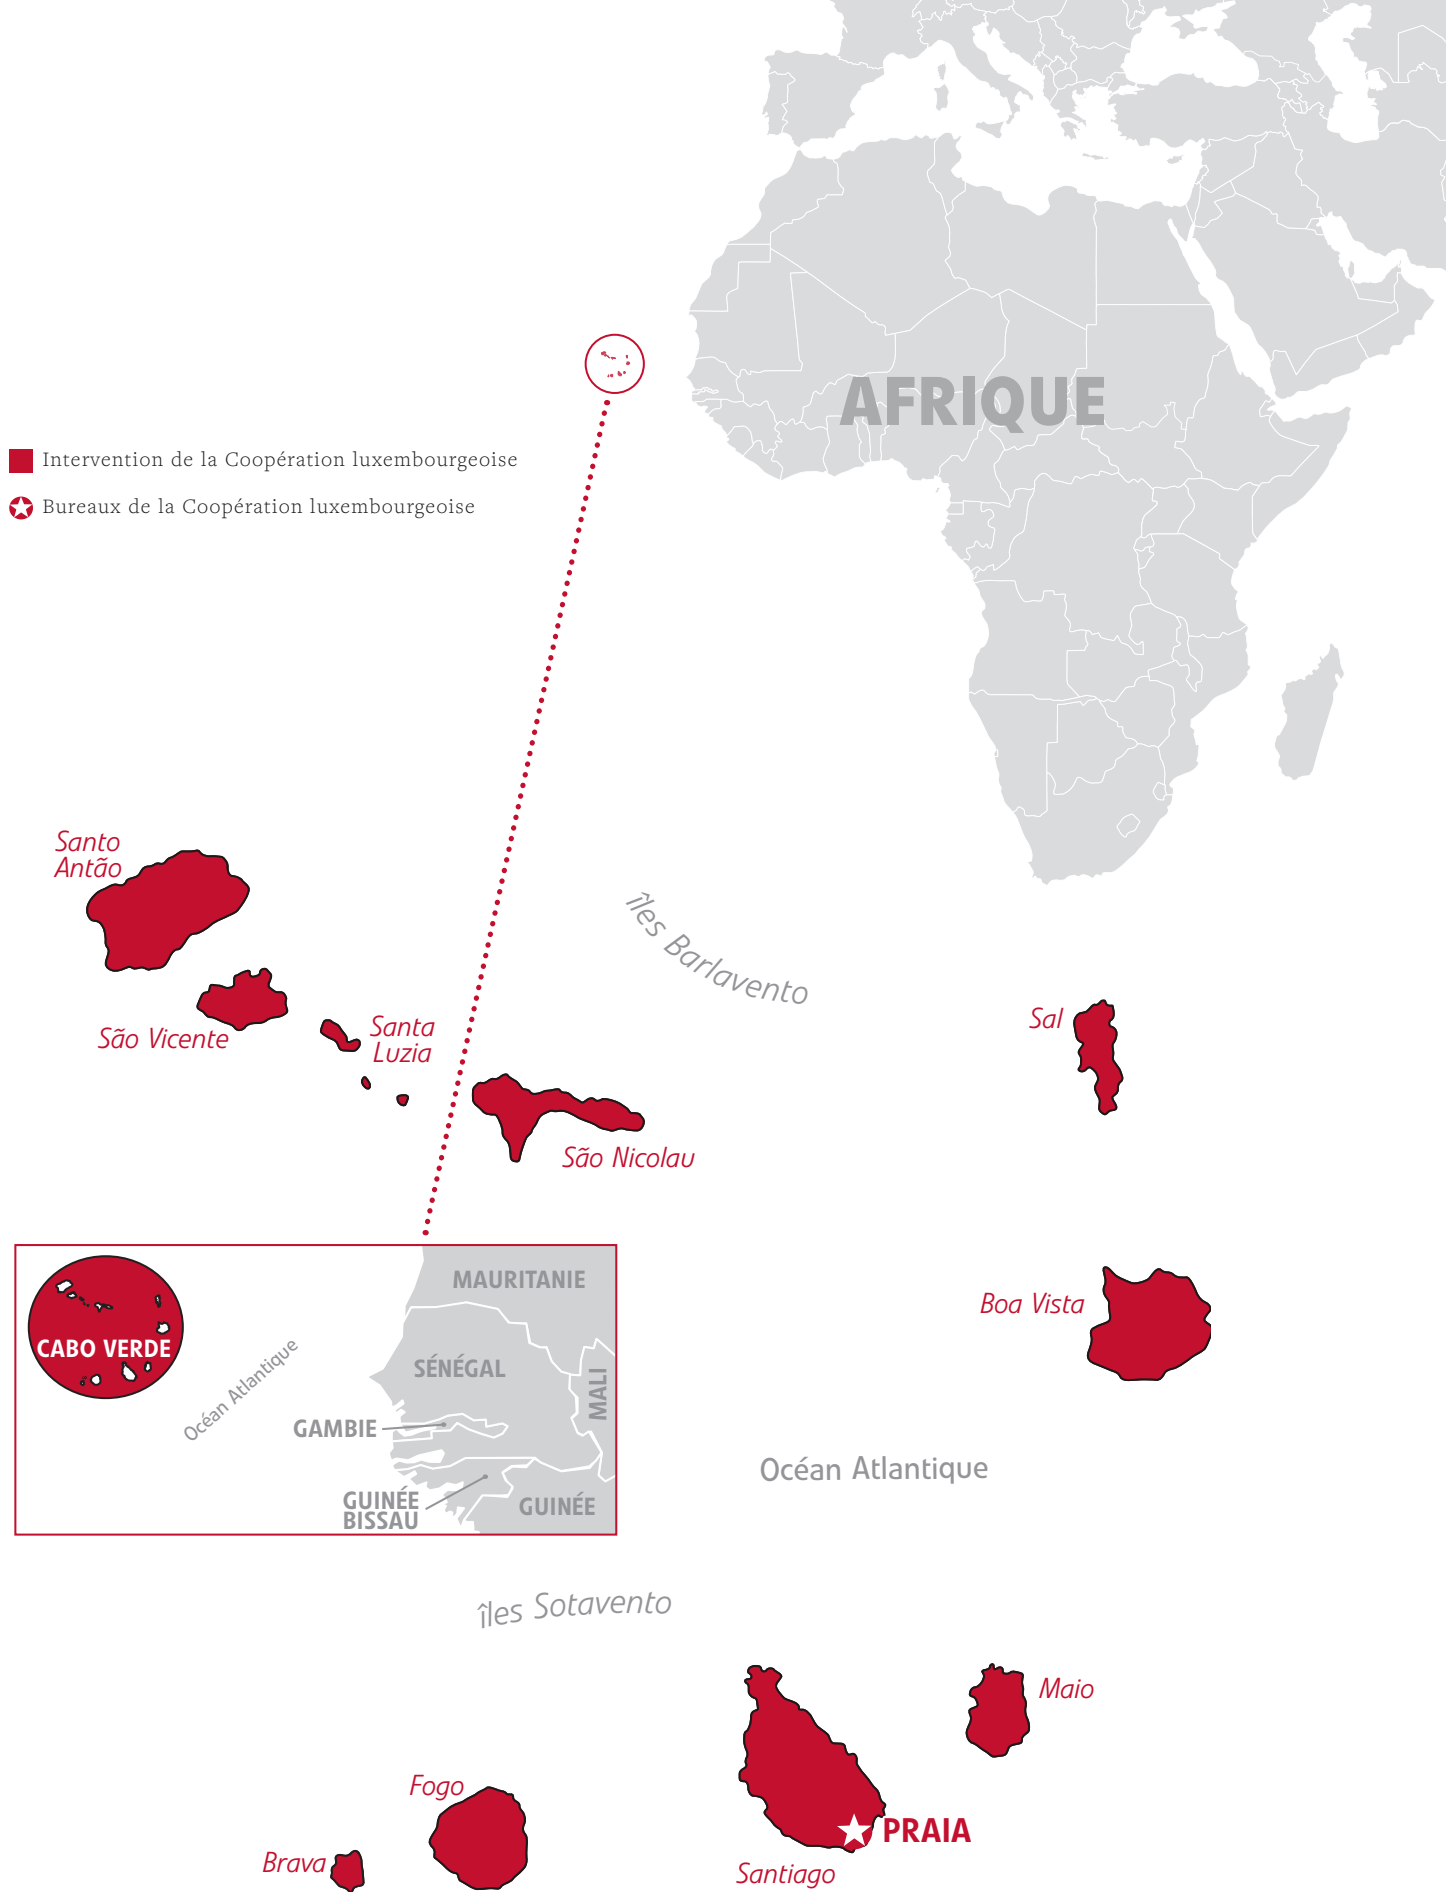 AFRIQUE
Intervention de la Coopération luxembourgeoise
Bureaux de la Coopération luxembourgeoise
Santo
Antão
îles Barlavento
São Vicente
Santa
Luzia
Sal
São Nicolau
MAURITANIE
Boa Vista
CABO VERDE
Océan Atlantique
SÉNÉGAL
MALI
GAMBIE
Océan Atlantique
GUINÉE
BISSAU
GUINÉE
îles Sotavento
Maio
Fogo
PRAIA
Brava
Santiago